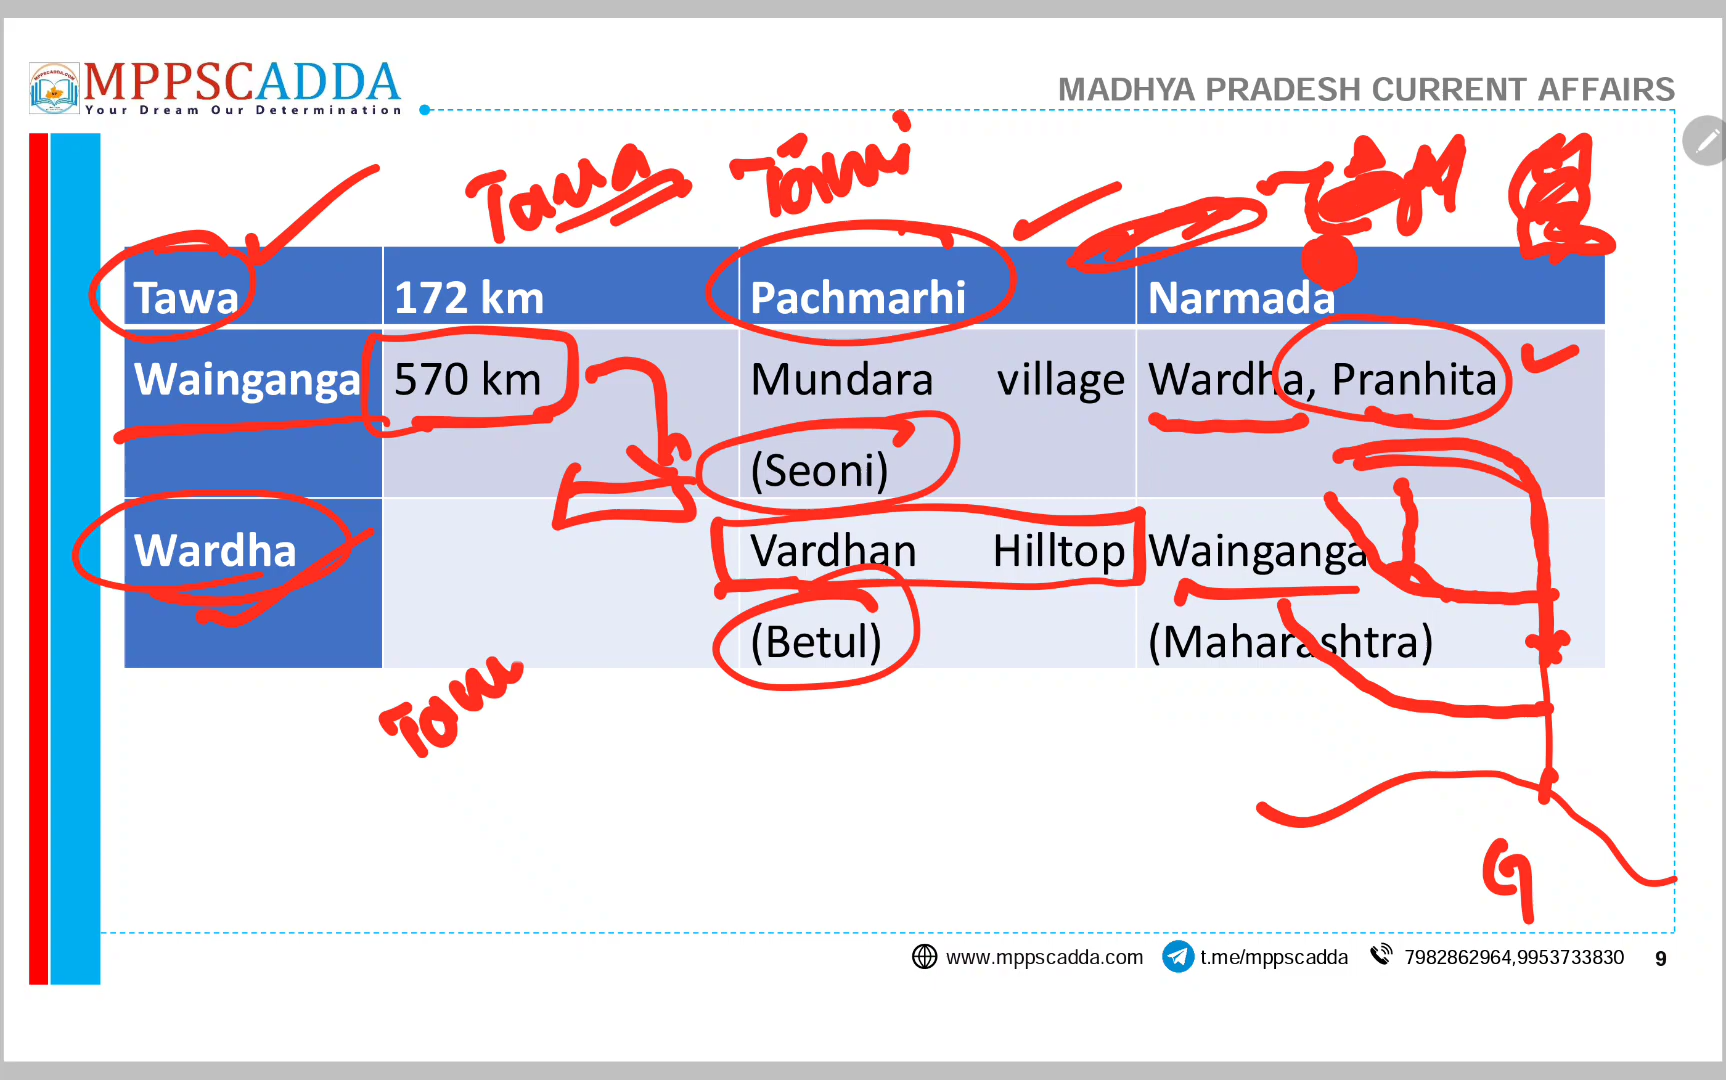 MPPSCADDA
Your Dream Our Determination
MADHYA PRADESH CURRENT AFFAIRS
Tawa
Tawa 172 km Pachmarhi Narmada
Wainganga 570 km Mundara village Wardha, Pranhita
(Seoni)
Wardha Vardhan Hilltop Wainganga
(Betul) (Maharashtra)
G
www.mppscadda.com t.me/mppscadda 7982862964,9953733830 9